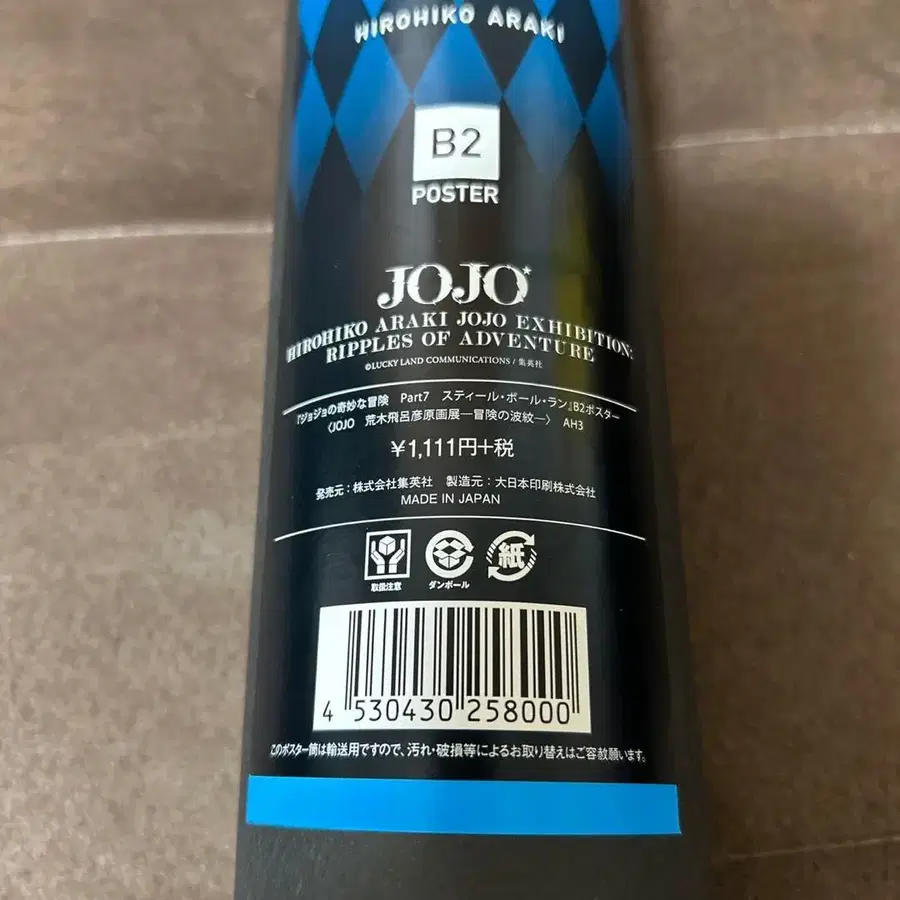 HIROHIKO ARAKI
B2
POSTER
JOJO
HIROHIKO ARAKI JOJO EXHIBITION:
RIPPLES OF ADVENTURE
©LUCKY LAND COMMUNICATIONS / 集英社
『ジョジョの奇妙な冒険 Part7 スティール・ボール・ラン』B2ポスター
〈JOJO 荒木飛呂彦原画展―冒険の波紋―〉 AH3
¥1,111円+税
発売元：株式会社集英社 製造元：大日本印刷株式会社
MADE IN JAPAN
取扱注意 ダンボール 紙
4 530430 258000
このポスター筒は輸送用ですので、汚れ・破損等によるお取り替えはご容赦願います。